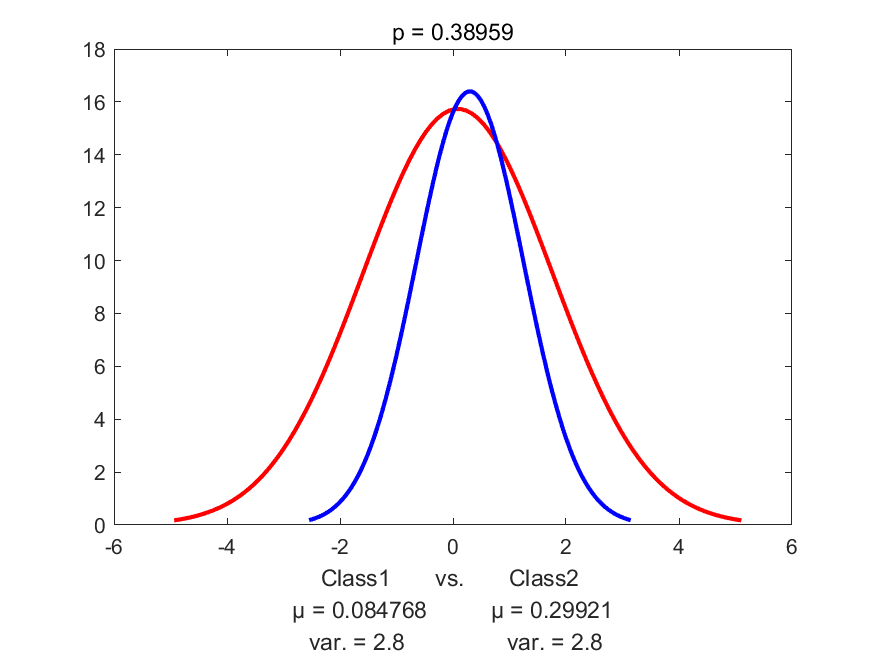 p = 0.38959
18
16
14
12
10
8
6
4
2
0
-6 -4 -2 0 2 4 6
Class1 vs. Class2
μ = 0.084768 μ = 0.29921
var. = 2.8 var. = 2.8